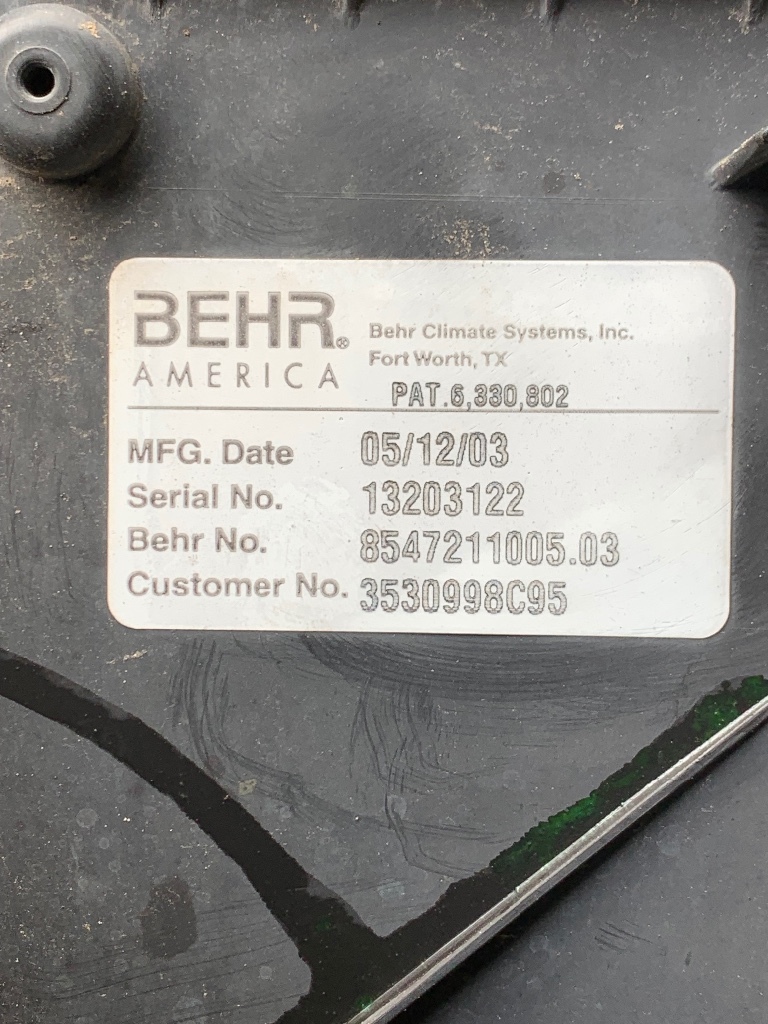 BEHR®
AMERICA
Behr Climate Systems, Inc.
Fort Worth, TX
PAT.6,330,802
MFG. Date 05/12/03
Serial No. 13203122
Behr No. 8547211005.03
Customer No. 3530998C95